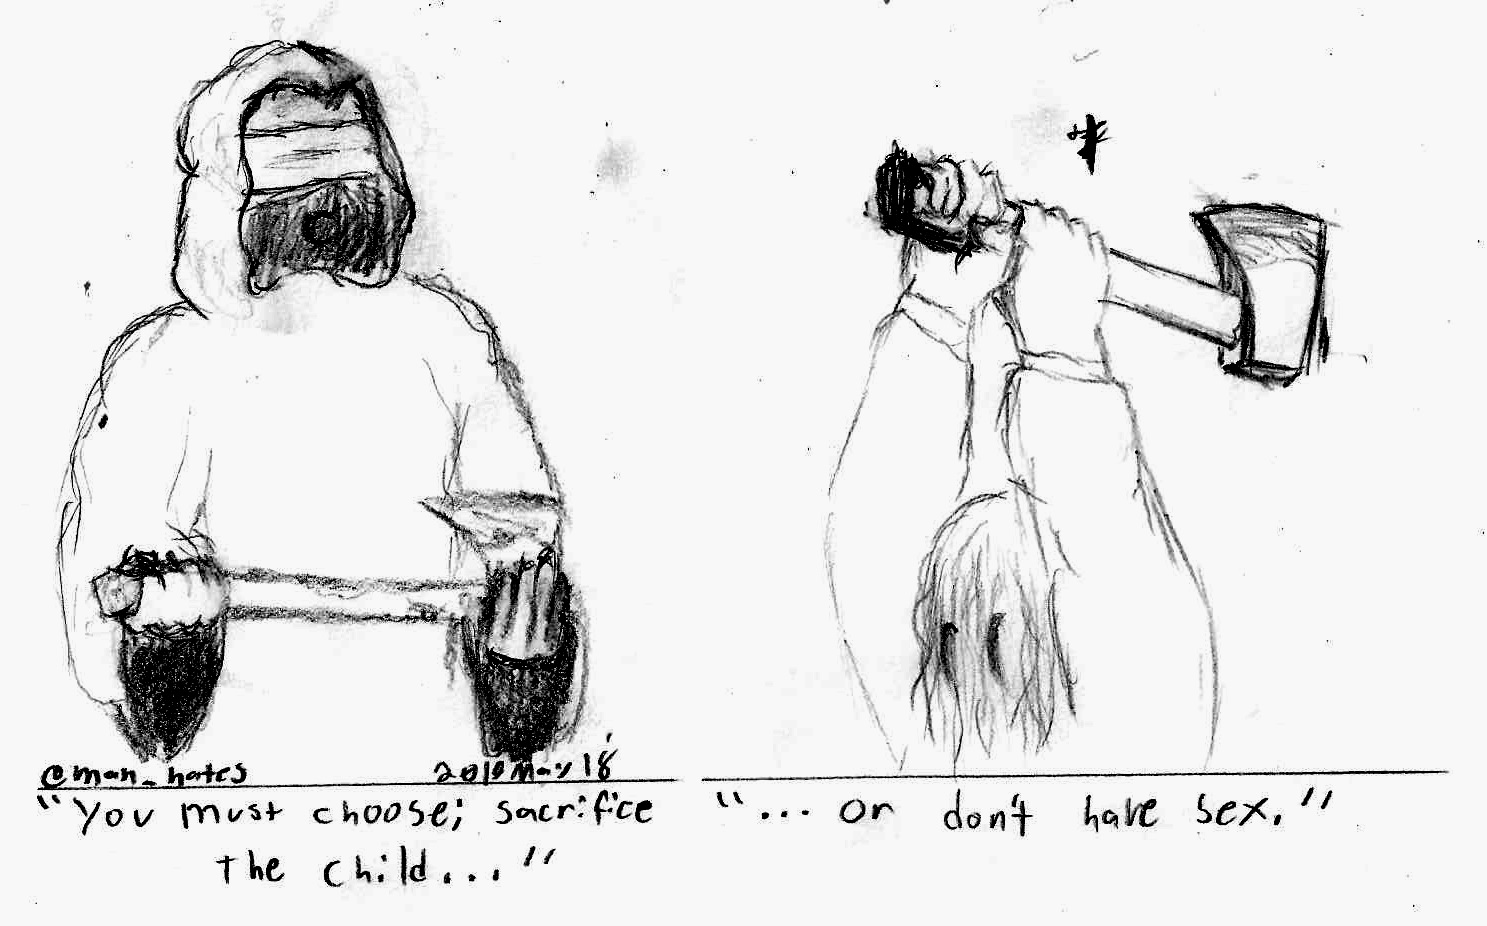 @man_hates
2019 May 18
"You must choose; sacrifice
the child..."
"... or don't have sex."